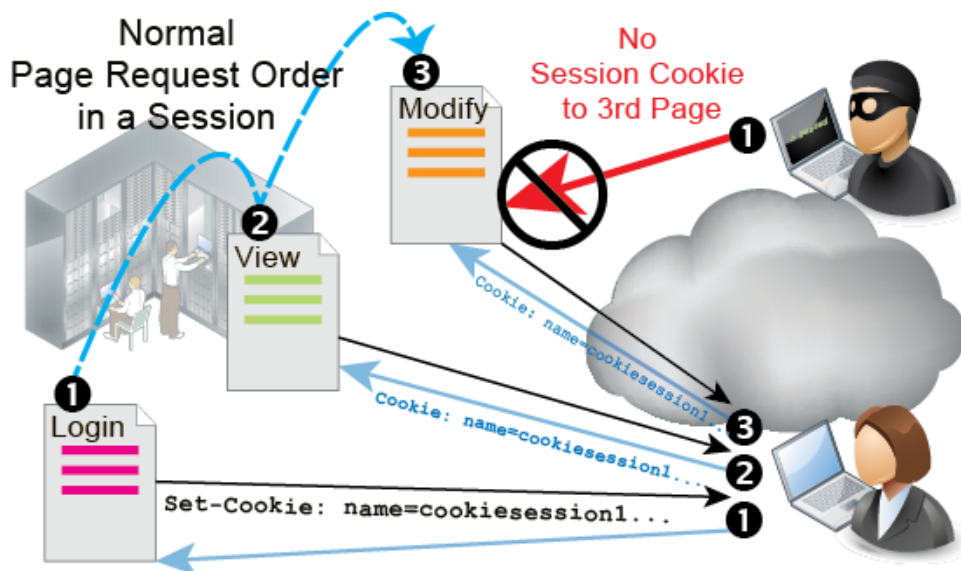 Normal
Page Request Order
in a Session
No
Session Cookie
to 3rd Page
3
Modify
1
2
View
Cookie: name=cookiesession1...
1
Login
Cookie: name=cookiesession1...
3
2
Set-Cookie: name=cookiesession1...
1